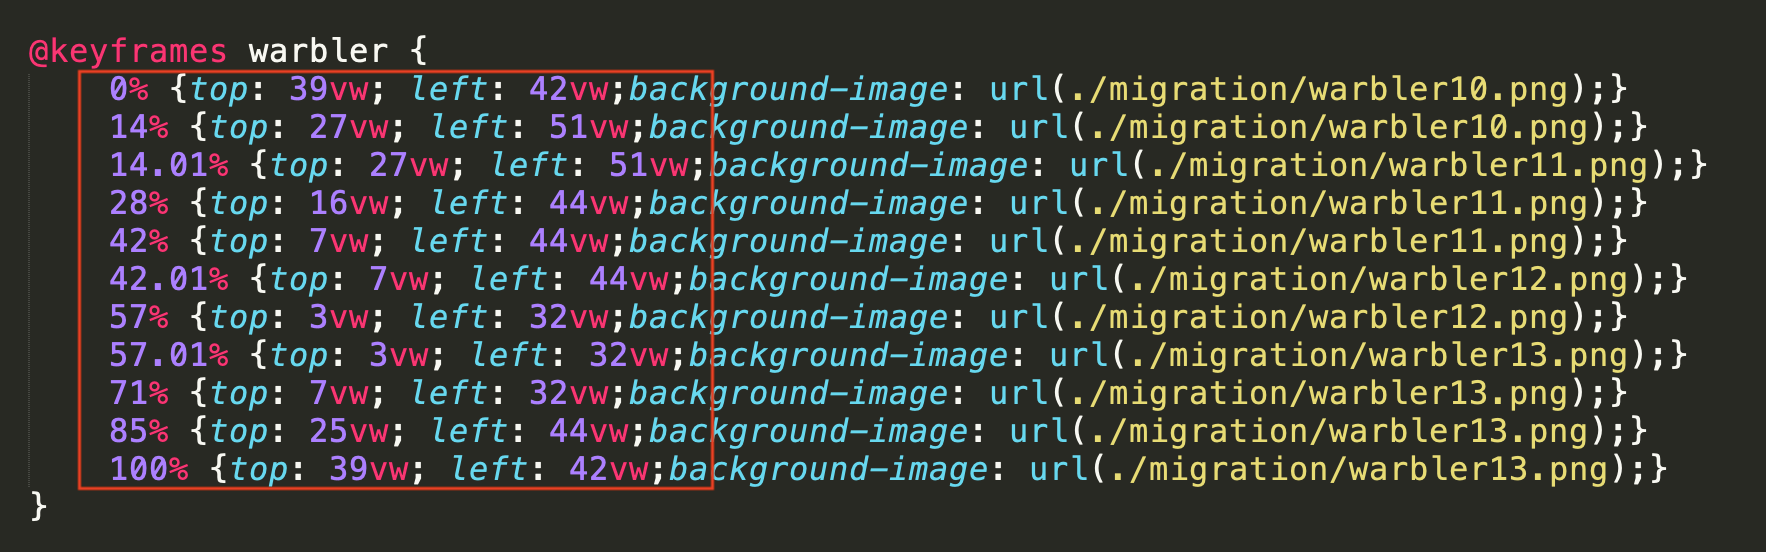 @keyframes warbler {
0% {top: 39vw; left: 42vw;background-image: url(./migration/warbler10.png);}
14% {top: 27vw; left: 51vw;background-image: url(./migration/warbler10.png);}
14.01% {top: 27vw; left: 51vw;background-image: url(./migration/warbler11.png);}
28% {top: 16vw; left: 44vw;background-image: url(./migration/warbler11.png);}
42% {top: 7vw; left: 44vw;background-image: url(./migration/warbler11.png);}
42.01% {top: 7vw; left: 44vw;background-image: url(./migration/warbler12.png);}
57% {top: 3vw; left: 32vw;background-image: url(./migration/warbler12.png);}
57.01% {top: 3vw; left: 32vw;background-image: url(./migration/warbler13.png);}
71% {top: 7vw; left: 32vw;background-image: url(./migration/warbler13.png);}
85% {top: 25vw; left: 44vw;background-image: url(./migration/warbler13.png);}
100% {top: 39vw; left: 42vw;background-image: url(./migration/warbler13.png);}
}